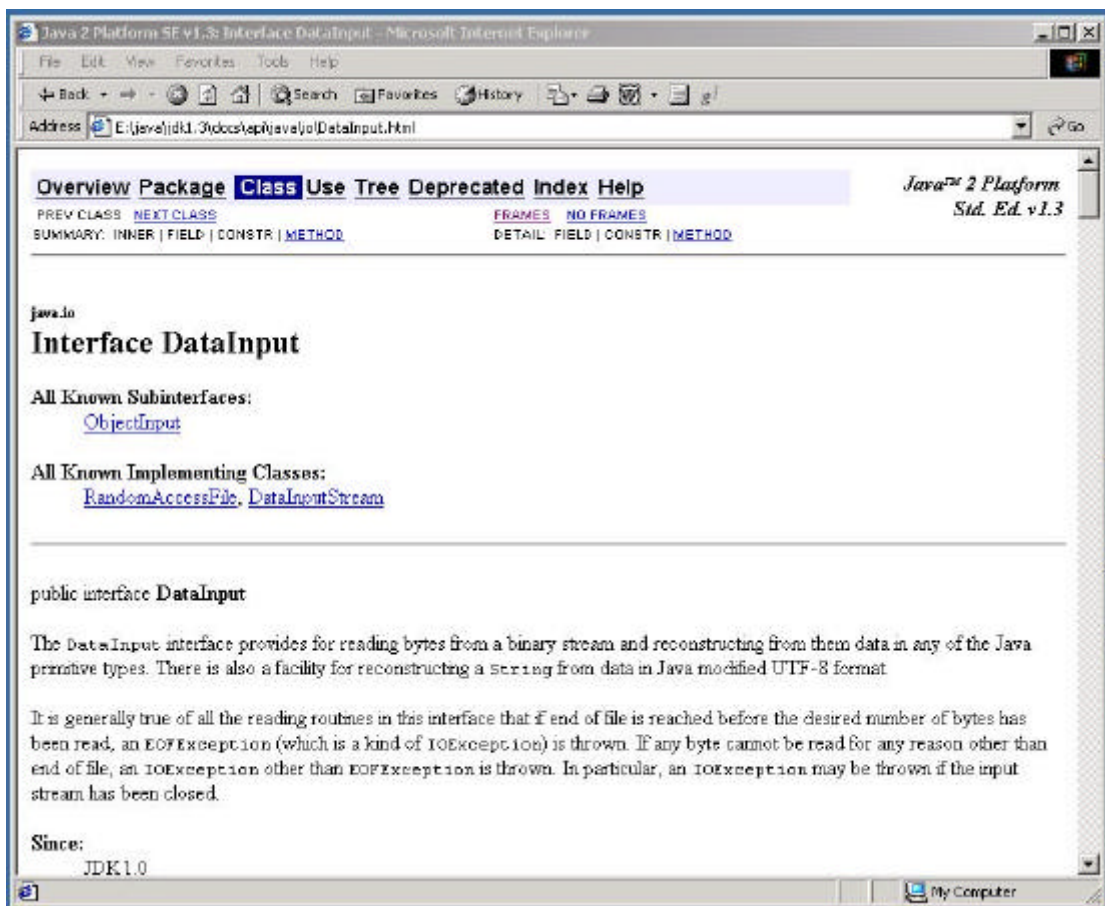 Java 2 Platform SE v1.3: Interface DataInput - Microsoft Internet Explorer
File Edit View Favorites Tools Help
Back Search Favorites History
Address E:\java\jdk1.3\docs\api\java\io\DataInput.html Go
Overview Package Class Use Tree Deprecated Index Help
Java™ 2 Platform
Std. Ed. v1.3
PREV CLASS NEXT CLASS FRAMES NO FRAMES
SUMMARY: INNER | FIELD | CONSTR | METHOD DETAIL: FIELD | CONSTR | METHOD
java.io
Interface DataInput
All Known Subinterfaces:
ObjectInput
All Known Implementing Classes:
RandomAccessFile, DataInputStream
public interface DataInput
The DataInput interface provides for reading bytes from a binary stream and reconstructing from them data in any of the Java
primitive types. There is also a facility for reconstructing a String from data in Java modified UTF-8 format
It is generally true of all the reading routines in this interface that if end of file is reached before the desired number of bytes has
been read, an EOFException (which is a kind of IOException) is thrown. If any byte cannot be read for any reason other than
end of file, an IOException other than EOFException is thrown. In particular, an IOException may be thrown if the input
stream has been closed.
Since:
JDK1.0
My Computer